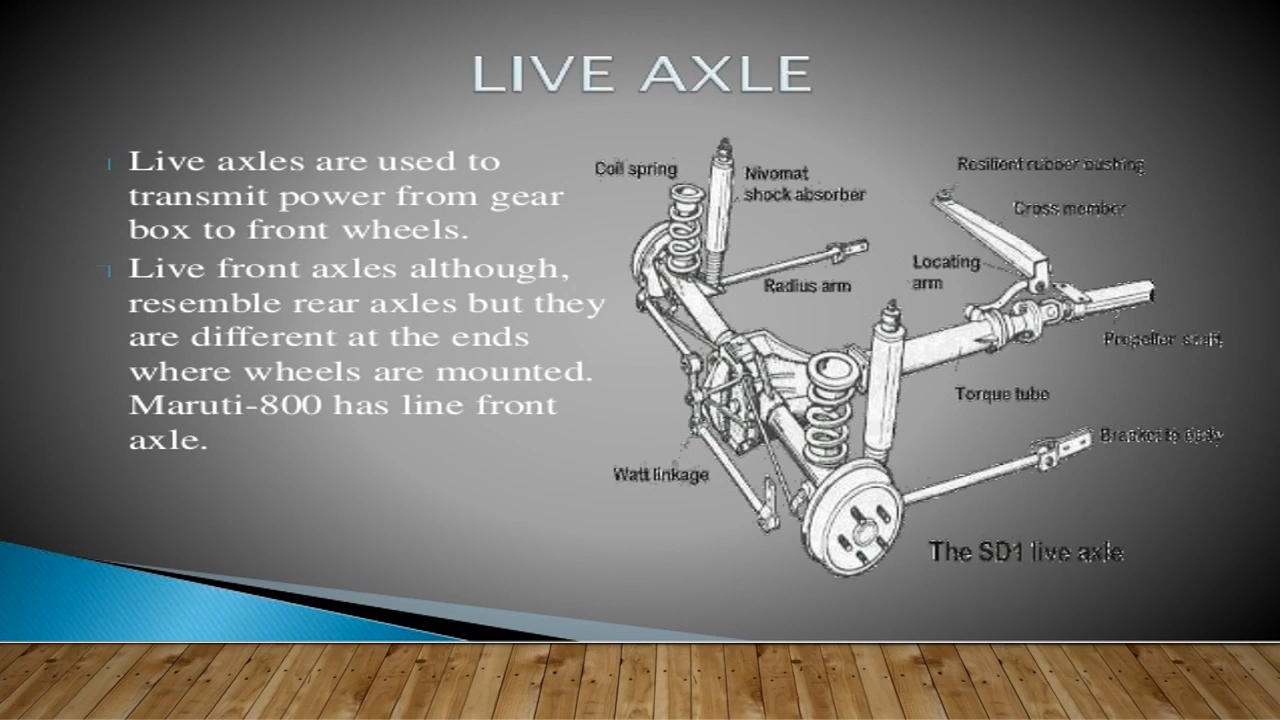 LIVE AXLE
Live axles are used to
transmit power from gear
box to front wheels.
Live front axles although,
resemble rear axles but they
are different at the ends
where wheels are mounted.
Maruti-800 has line front
axle.
Coil spring
Nivomat
shock absorber
Resilient rubber bushing
Cross member
Locating
arm
Radius arm
Propeller shaft
Torque tube
Bracket to body
Watt linkage
The SD1 live axle